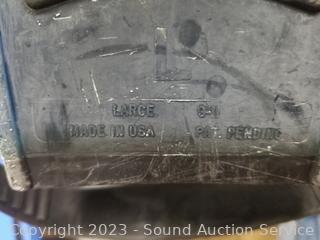 L
LARGE
MADE IN USA PAT. PENDING
Copyright 2023 - Sound Auction Service